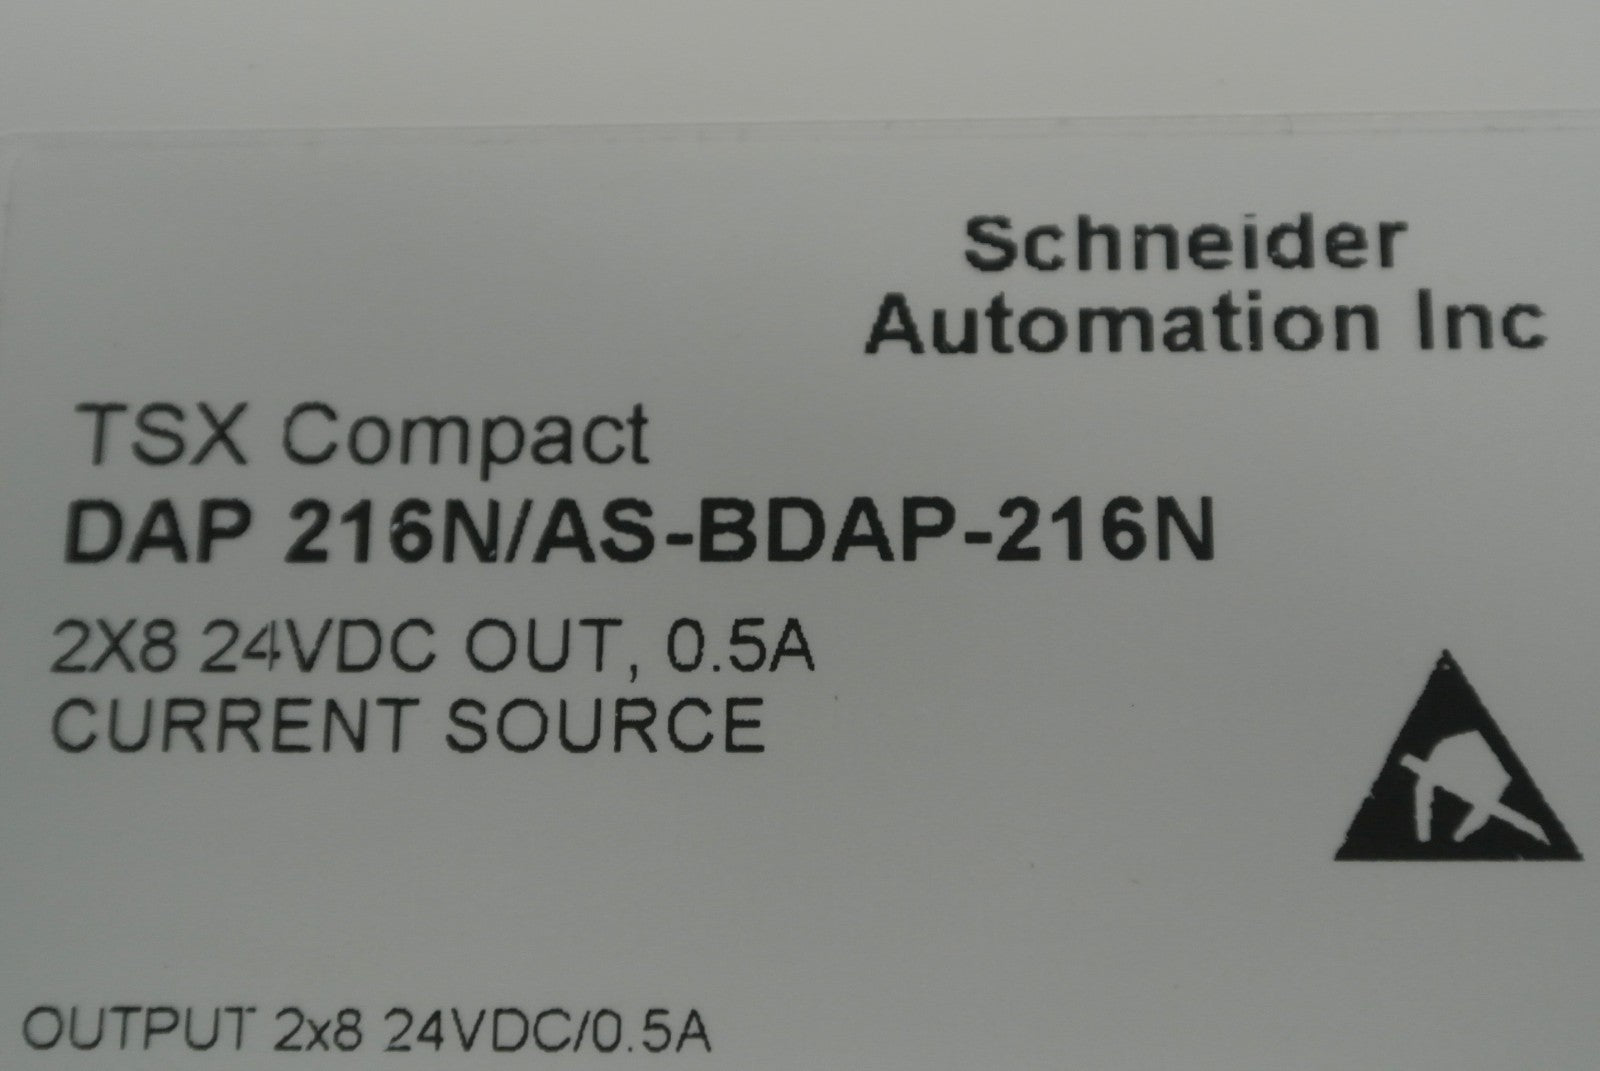 Schneider
Automation Inc
TSX Compact
DAP 216N/AS-BDAP-216N
2X8 24VDC OUT, 0.5A
CURRENT SOURCE
OUTPUT 2x8 24VDC/0.5A